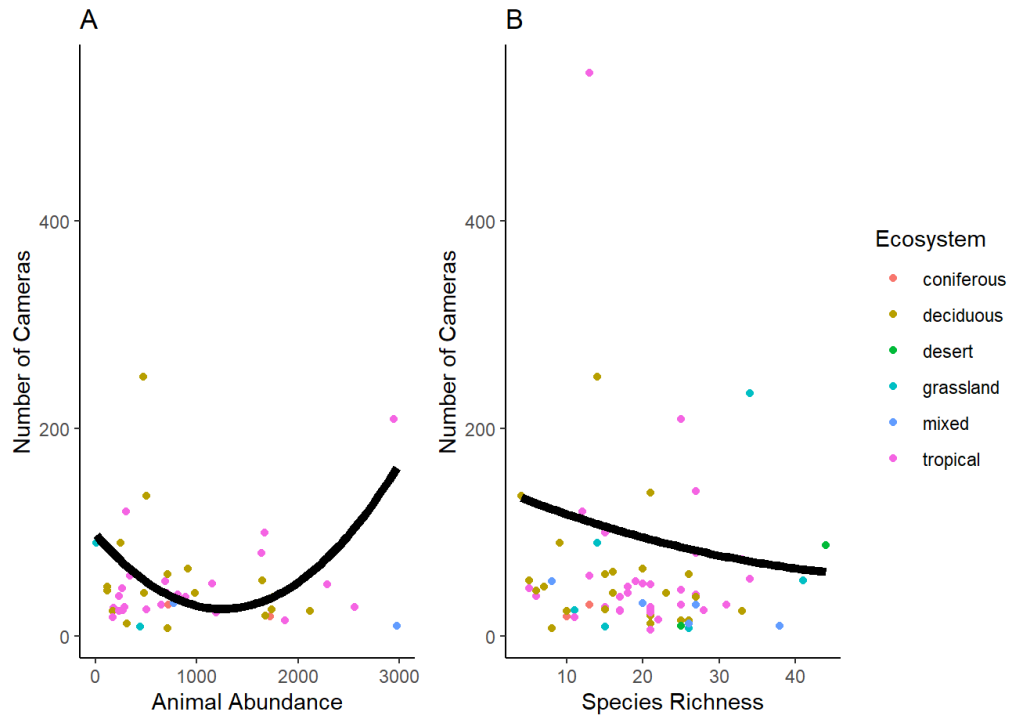 A
Number of Cameras
400
200
0
0 1000 2000 3000
Animal Abundance
B
Number of Cameras
400
200
0
10 20 30 40
Species Richness
Ecosystem
coniferous
deciduous
desert
grassland
mixed
tropical